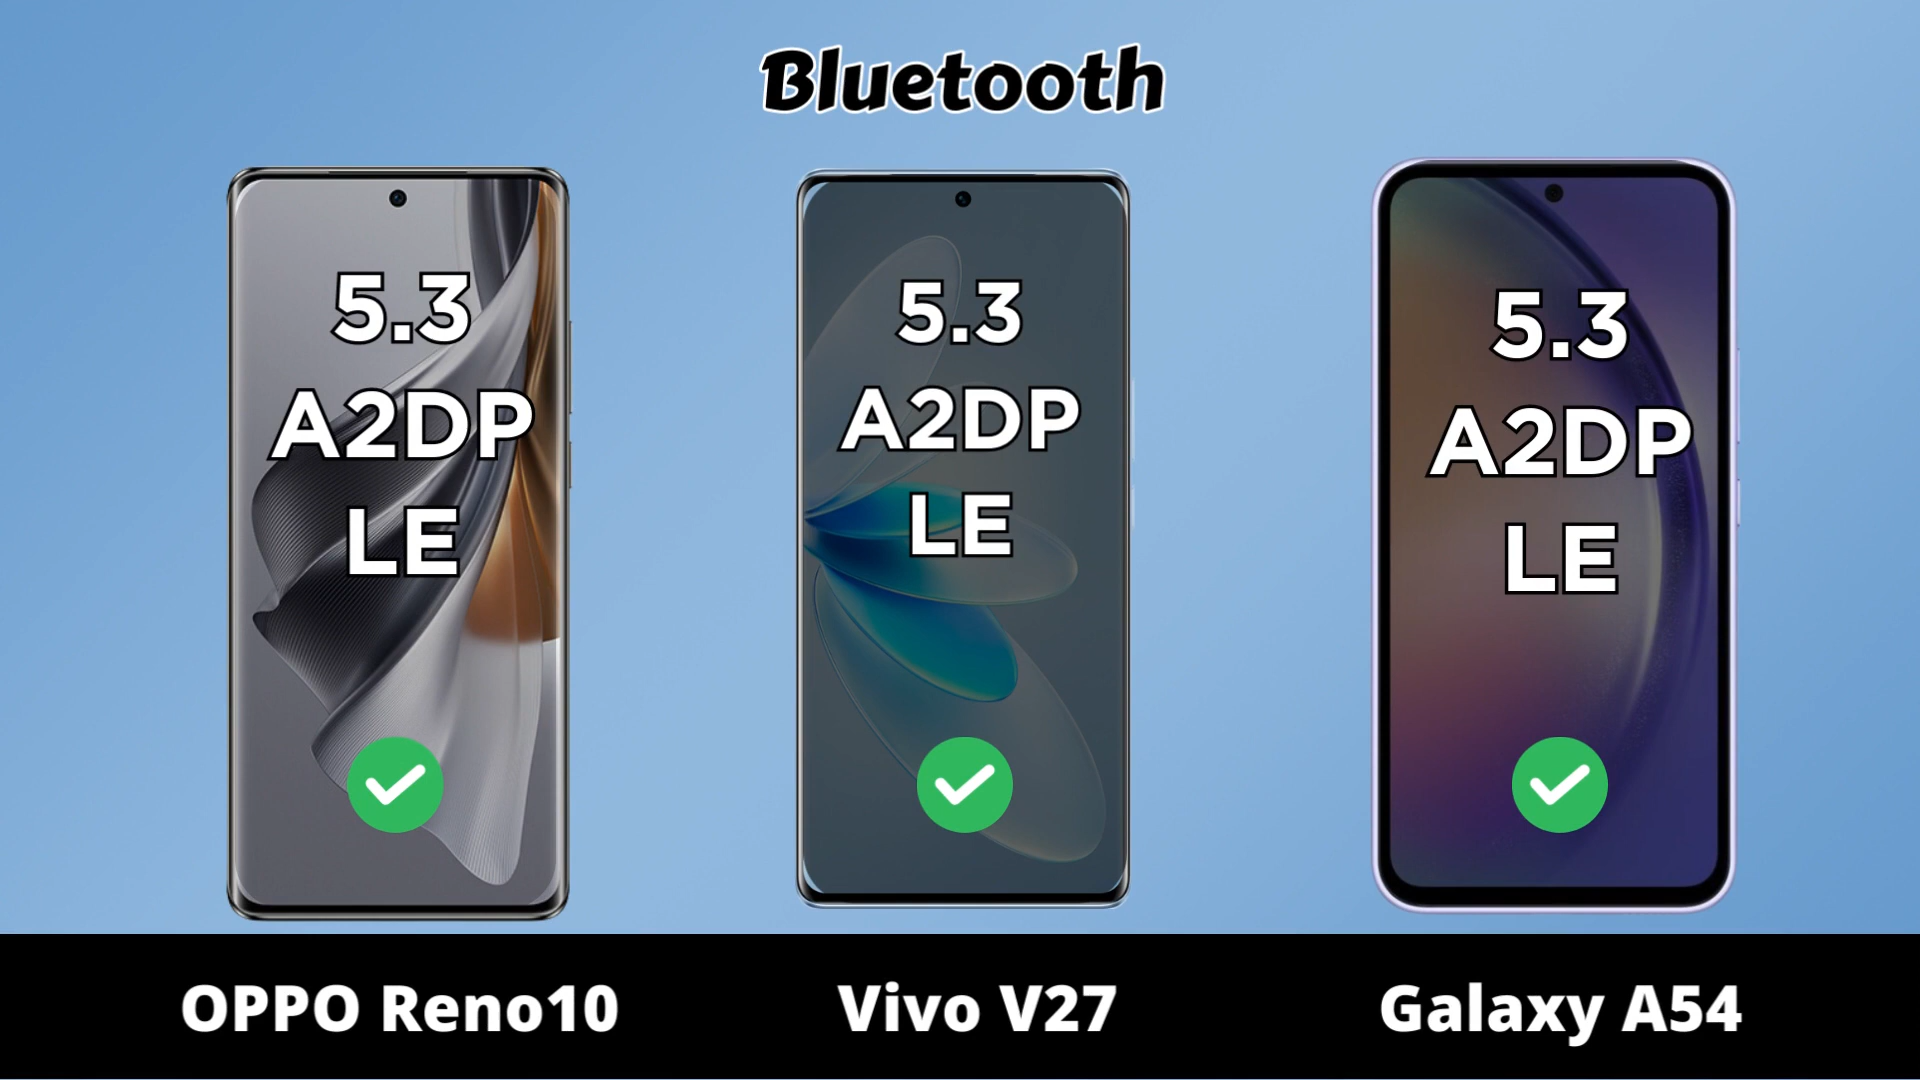 Bluetooth
5.3
A2DP
LE
5.3
A2DP
LE
5.3
A2DP
LE
OPPO Reno10
Vivo V27
Galaxy A54